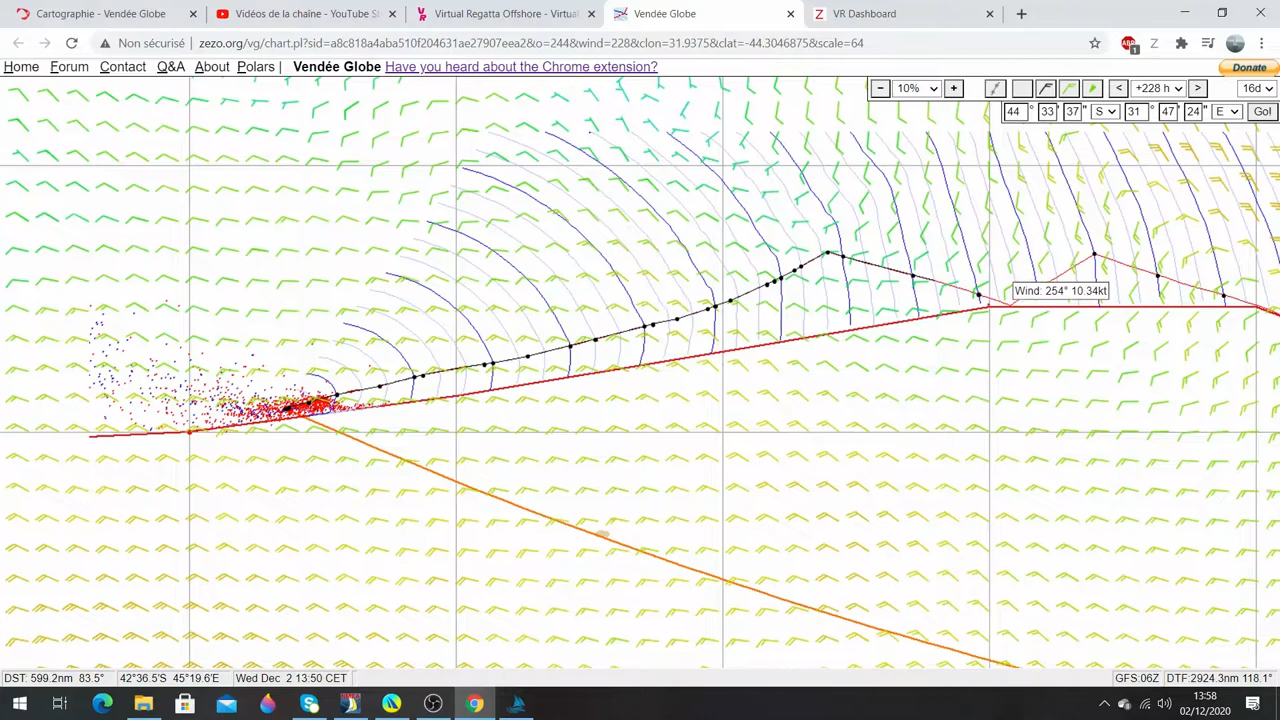 Cartographie - Vendée Globe
Vidéos de la chaîne - YouTube St
Virtual Regatta Offshore - Virtua
Vendée Globe
VR Dashboard
Non sécurisé zezo.org/vg/chart.pl?sid=a8c818a4aba510f904631ae27007aea2&o=244&wind=228&clon=31.9375&clat=-44.3046875&scale=64
Home Forum Contact Q&A About Polars | Vendée Globe Have you heard about the Chrome extension? Donate
10% +228 h 16d
44 ° 33 ' 37 " S 31 ° 47 ' 24 " E Go!
Wind: 254° 10.34kt
DST: 599.2nm 83.5° 42°36.5'S 45°19.6'E Wed Dec 2 13:50 CET GFS:06Z DTF:2924.3nm 118.1°
13:58
02/12/2020